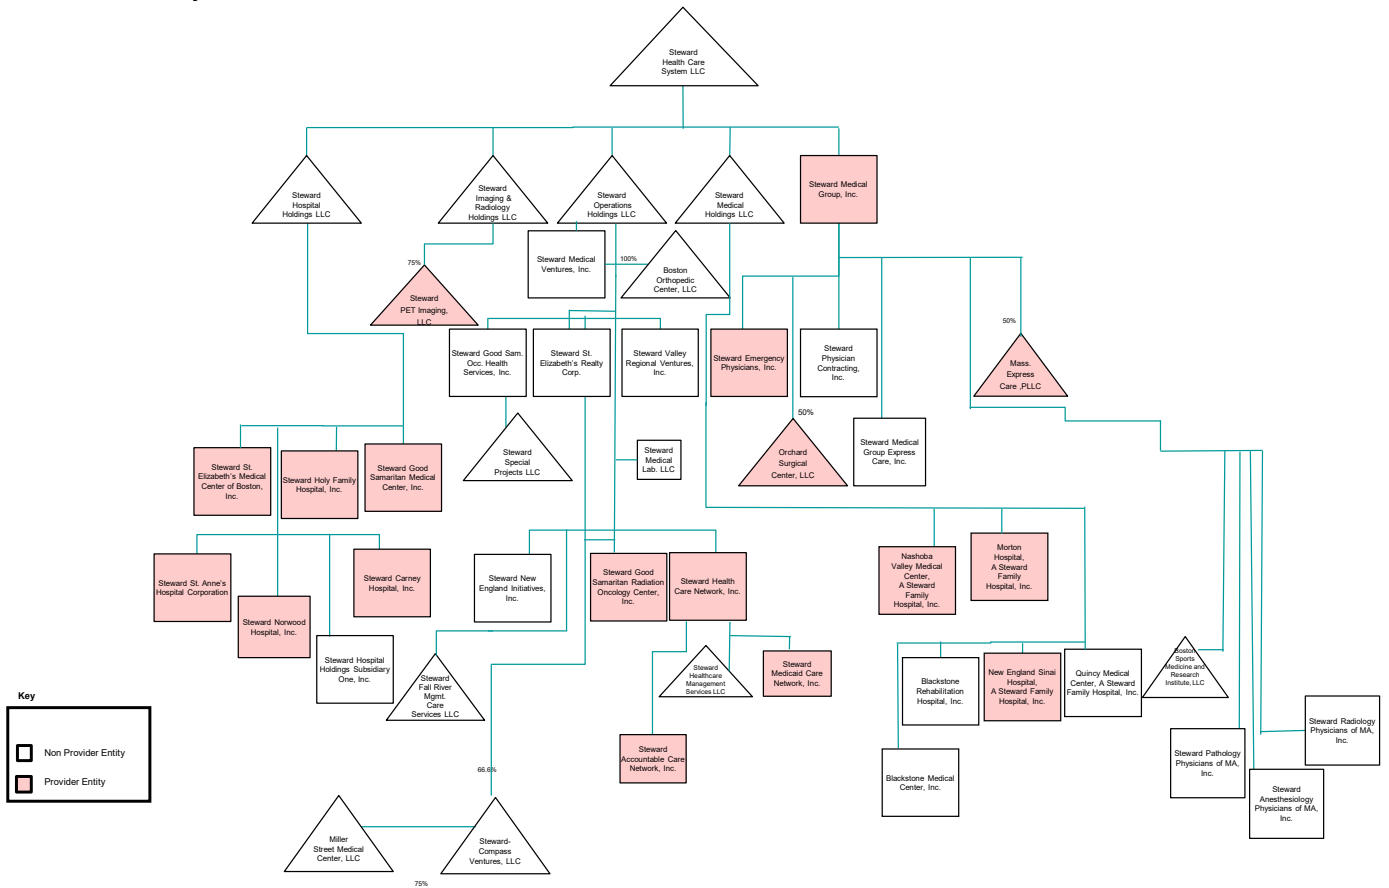 Steward
Health Care
System LLC
Steward
Hospital
Holdings LLC
Steward
Imaging &
Radiology
Holdings LLC
Steward
Operations
Holdings LLC
Steward
Medical
Holdings LLC
Steward Medical
Group, Inc.
75%
Steward
PET Imaging,
LLC
Steward Medical
Ventures, Inc.
100%
Boston
Orthopedic
Center, LLC
Steward Good Sam.
Occ. Health
Services, Inc.
Steward St.
Elizabeth's Realty
Corp.
Steward Valley
Regional Ventures,
Inc.
Steward Emergency
Physicians, Inc.
Steward
Physician
Contracting,
Inc.
50%
Mass.
Express
Care ,PLLC
50%
Orchard
Surgical
Center, LLC
Steward Medical
Group Express
Care, Inc.
Steward
Special
Projects LLC
Steward
Medical
Lab. LLC
Steward St.
Elizabeth's Medical
Center of Boston,
Inc.
Steward Holy Family
Hospital, Inc.
Steward Good
Samaritan Medical
Center, Inc.
Steward St. Anne's
Hospital Corporation
Steward Norwood
Hospital, Inc.
Steward Hospital
Holdings Subsidiary
One, Inc.
Steward Carney
Hospital, Inc.
Steward New
England Initiatives,
Inc.
Steward Good
Samaritan Radiation
Oncology Center,
Inc.
Steward Health
Care Network, Inc.
Nashoba
Valley Medical
Center,
A Steward
Family
Hospital, Inc.
Morton
Hospital,
A Steward
Family
Hospital, Inc.
Steward
Fall River
Mgmt.
Care
Services LLC
Steward
Healthcare
Management
Services LLC
Steward
Medicaid Care
Network, Inc.
Steward
Accountable Care
Network, Inc.
Blackstone
Rehabilitation
Hospital, Inc.
New England Sinai
Hospital,
A Steward Family
Hospital, Inc.
Quincy Medical
Center, A Steward
Family Hospital, Inc.
Boston
Sports
Medicine and
Research
Institute, LLC
Blackstone Medical
Center, Inc.
Steward Pathology
Physicians of MA,
Inc.
Steward
Anesthesiology
Physicians of MA,
Inc.
Steward Radiology
Physicians of MA,
Inc.
66.6%
Miller
Street Medical
Center, LLC
Steward-
Compass
Ventures, LLC
75%
Key
Non Provider Entity
Provider Entity